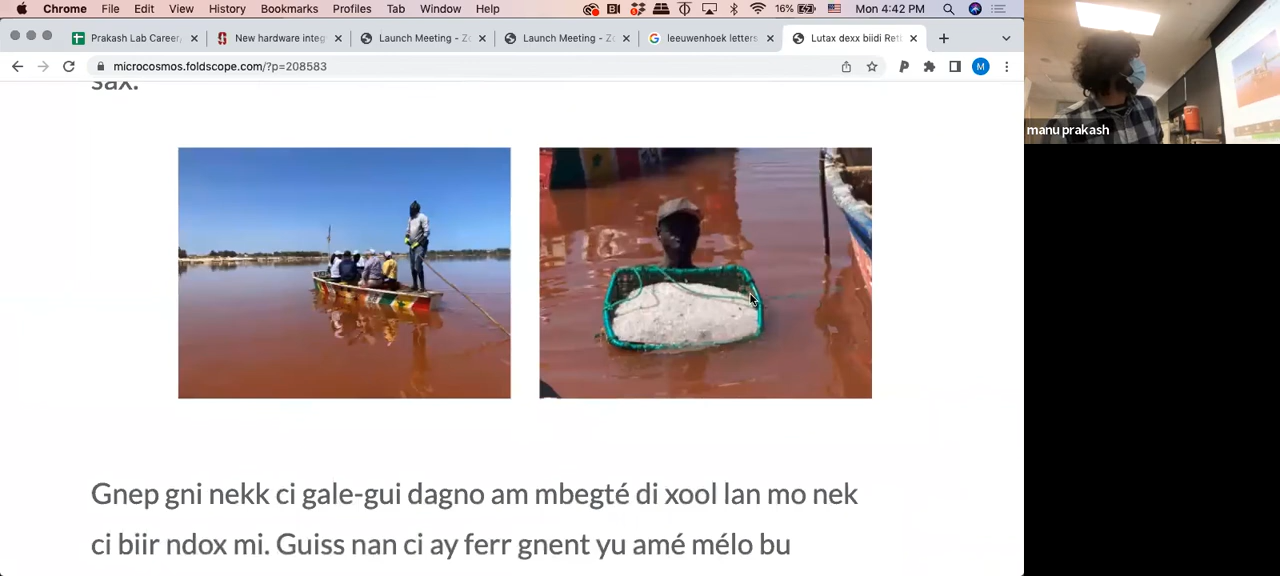 Chrome File Edit View History Bookmarks Profiles Tab Window Help 16% Mon 4:42 PM
Prakash Lab Career New hardware integ Launch Meeting - Zo Launch Meeting - Zo leeuwenhoek letters Lutax dexx biidi Ret
microcosmos.foldscope.com/?p=208583 M
manu prakash
sax.
Gnep gni nekk ci gale-gui dagno am mbegté di xool lan mo nek
ci biir ndox mi. Guiss nan ci ay ferr gnent yu amé mélo bu